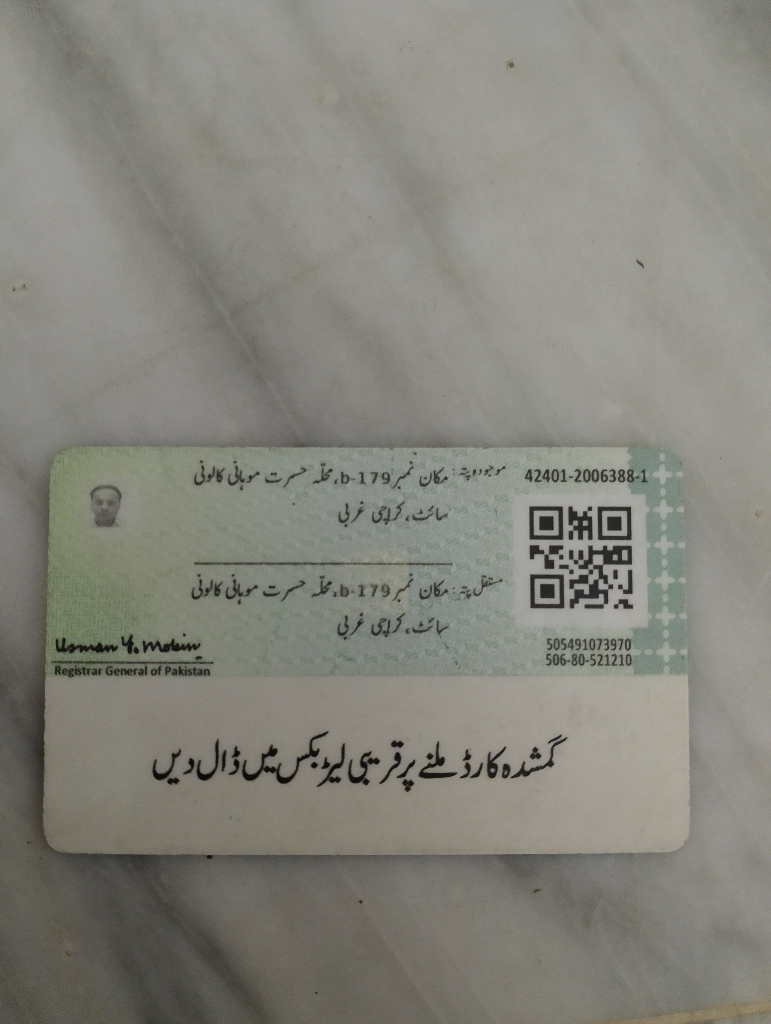 موجودہ پتہ: مکان نمبر b-179، محلہ حسرت موہانی کالونی
سائٹ، کراچی غربی
42401-2006388-1
مستقل پتہ: مکان نمبر b-179، محلہ حسرت موہانی کالونی
سائٹ، کراچی غربی
505491073970
506-80-521210
Usman Y. Mobin
Registrar General of Pakistan
گمشدہ کارڈ ملنے پر قریبی لیٹر بکس میں ڈال دیں